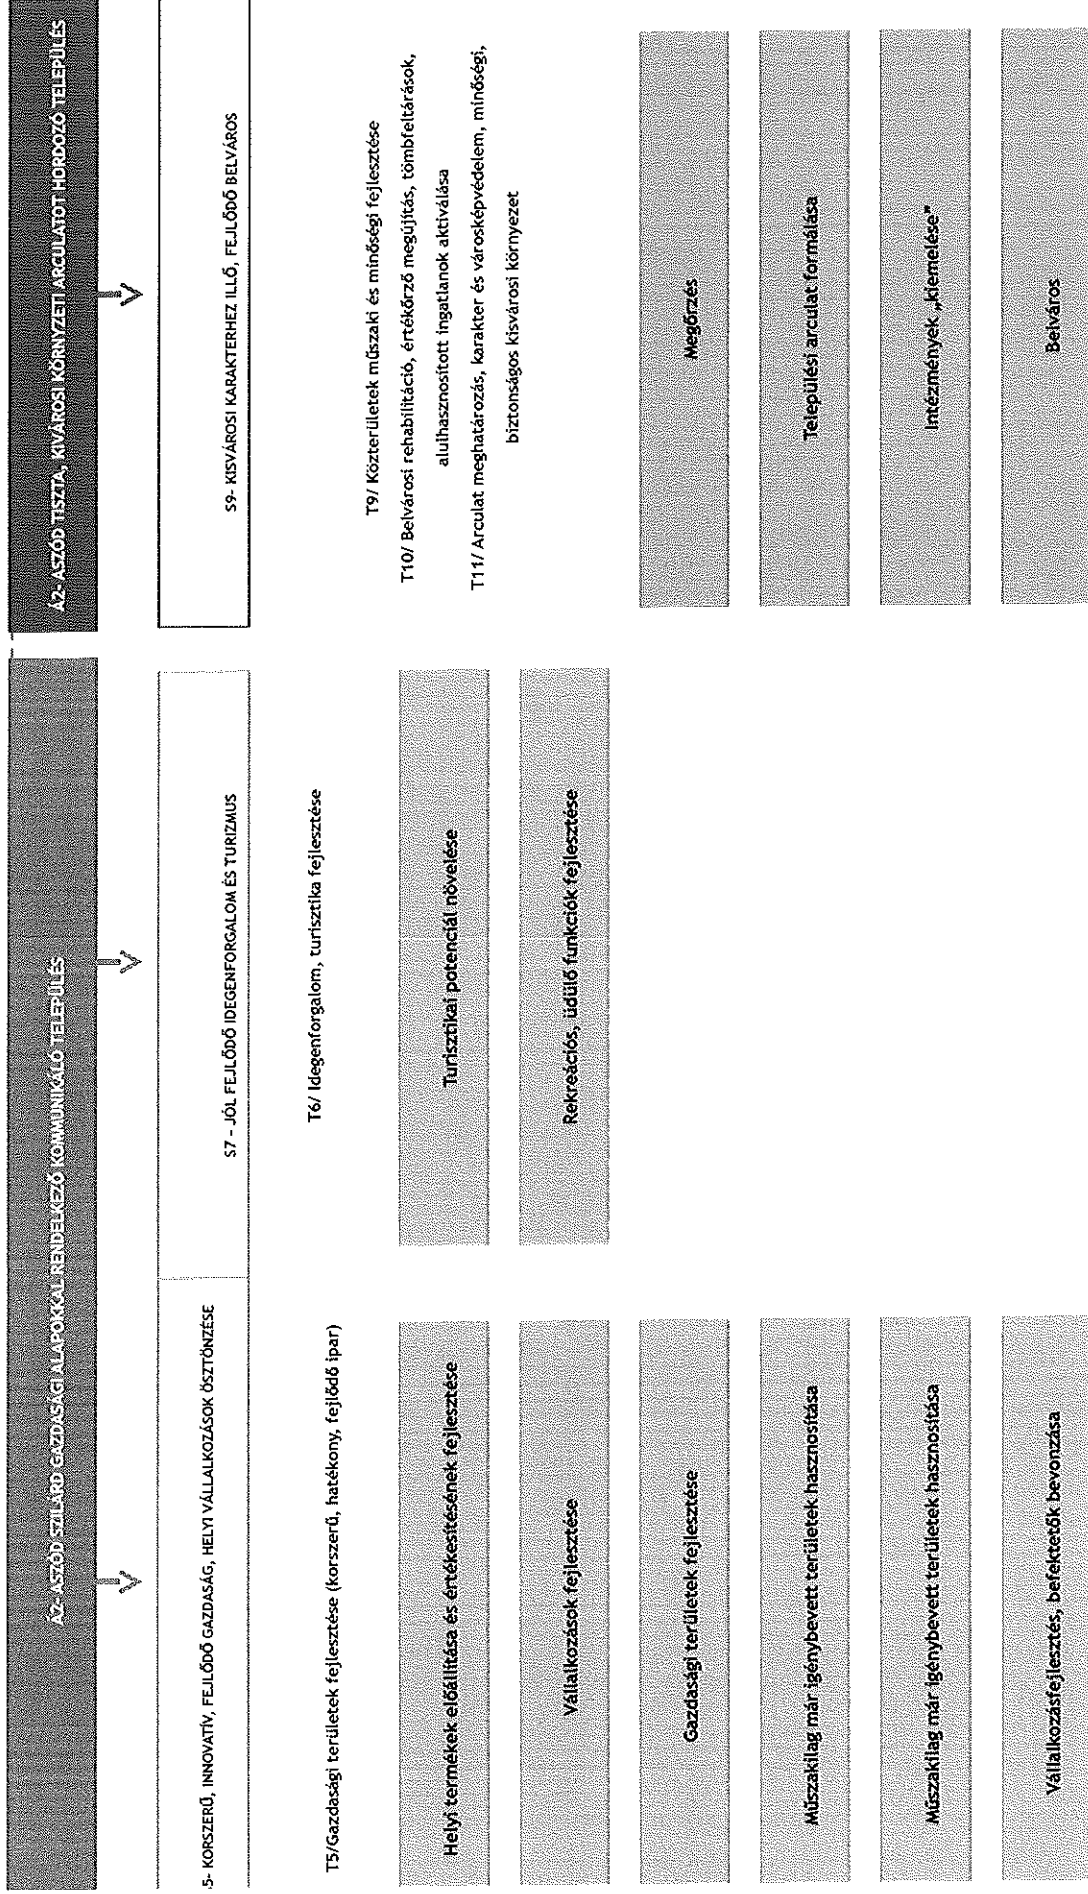 Á2- ASZÓD SZILÁRD GAZDASÁGI ALAPOKKAL RENDELKEZŐ KOMMUNIKÁLÓ TELEPÜLÉS
Á2- ASZÓD TISZTA, KIVÁROSI KÖRNYZETI ARCULATOT HORDOZÓ TELEPÜLÉS
5- KORSZERŰ, INNOVATÍV, FEJLŐDŐ GAZDASÁG, HELYI VÁLLALKOZÁSOK ÖSZTÖNZÉSE
S7 - JÓL FEJLŐDŐ IDEGENFORGALOM ÉS TURIZMUS
S9- KISVÁROSI KARAKTERHEZ ILLŐ, FEJLŐDŐ BELVÁROS
T5/Gazdasági területek fejlesztése (korszerű, hatékony, fejlődő ipar)
T6/ Idegenforgalom, turisztika fejlesztése
T9/ Közterületek műszaki és minőségi fejlesztése
T10/ Belvárosi rehabilitáció, értékőrző megújítás, tömbfeltárások,
alulhasznosított ingatlanok aktiválása
T11/ Arculat meghatározás, karakter és városképvédelem, minőségi,
biztonságos kisvárosi környezet
Helyi termékek előállítása és értékesítésének fejlesztése
Vállalkozások fejlesztése
Gazdasági területek fejlesztése
Műszakilag már igénybevett területek hasznosítása
Műszakilag már igénybevett területek hasznosítása
Vállalkozásfejlesztés, befektetők bevonzása
Turisztikai potenciál növelése
Rekreációs, üdülő funkciók fejlesztése
Megőrzés
Települési arculat formálása
Intézmények „kiemelése"
Belváros